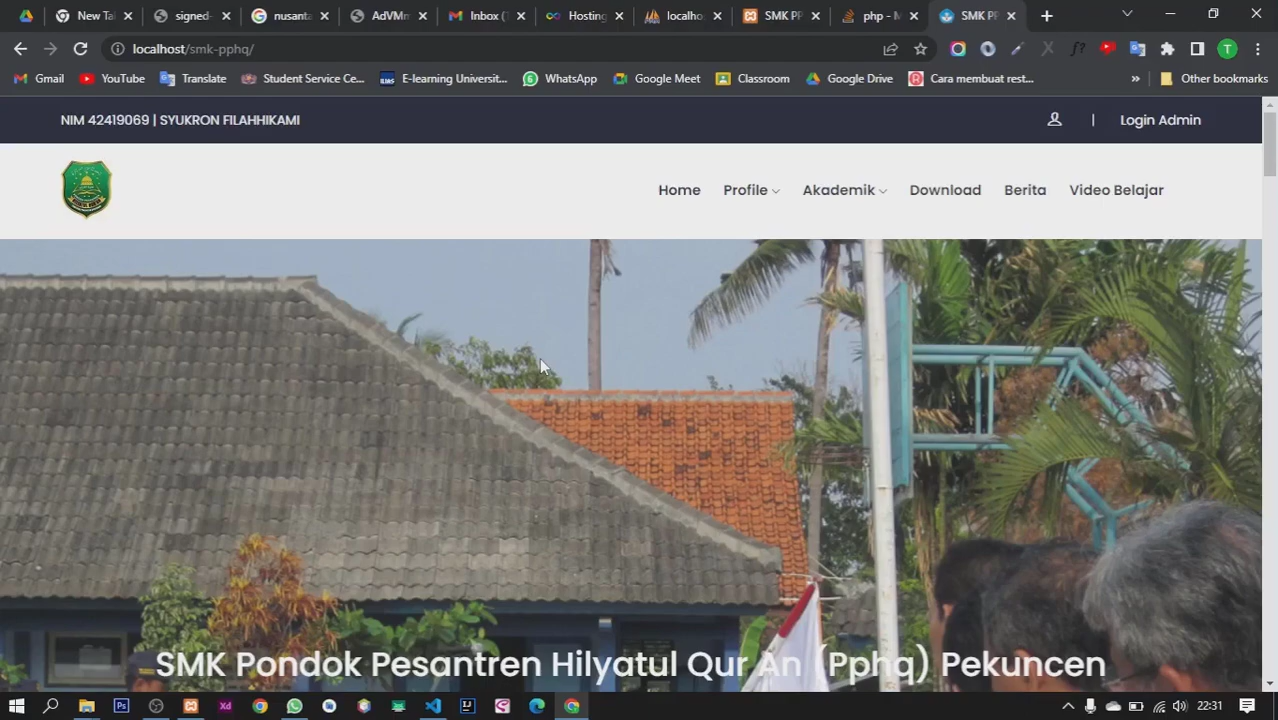 New Ta
signed-
nusanta
AdVMn
Inbox (1
Hosting
localho
SMK PP
php - M
SMK PP
localhost/smk-pphq/
T
Gmail
YouTube
Translate
Student Service Ce...
E-learning Universit...
WhatsApp
Google Meet
Classroom
Google Drive
Cara membuat rest...
»
Other bookmarks
NIM 42419069 | SYUKRON FILAHHIKAMI
| Login Admin
Home Profile Akademik Download Berita Video Belajar
SMK Pondok Pesantren Hilyatul Qur An (Pphq) Pekuncen
22:31